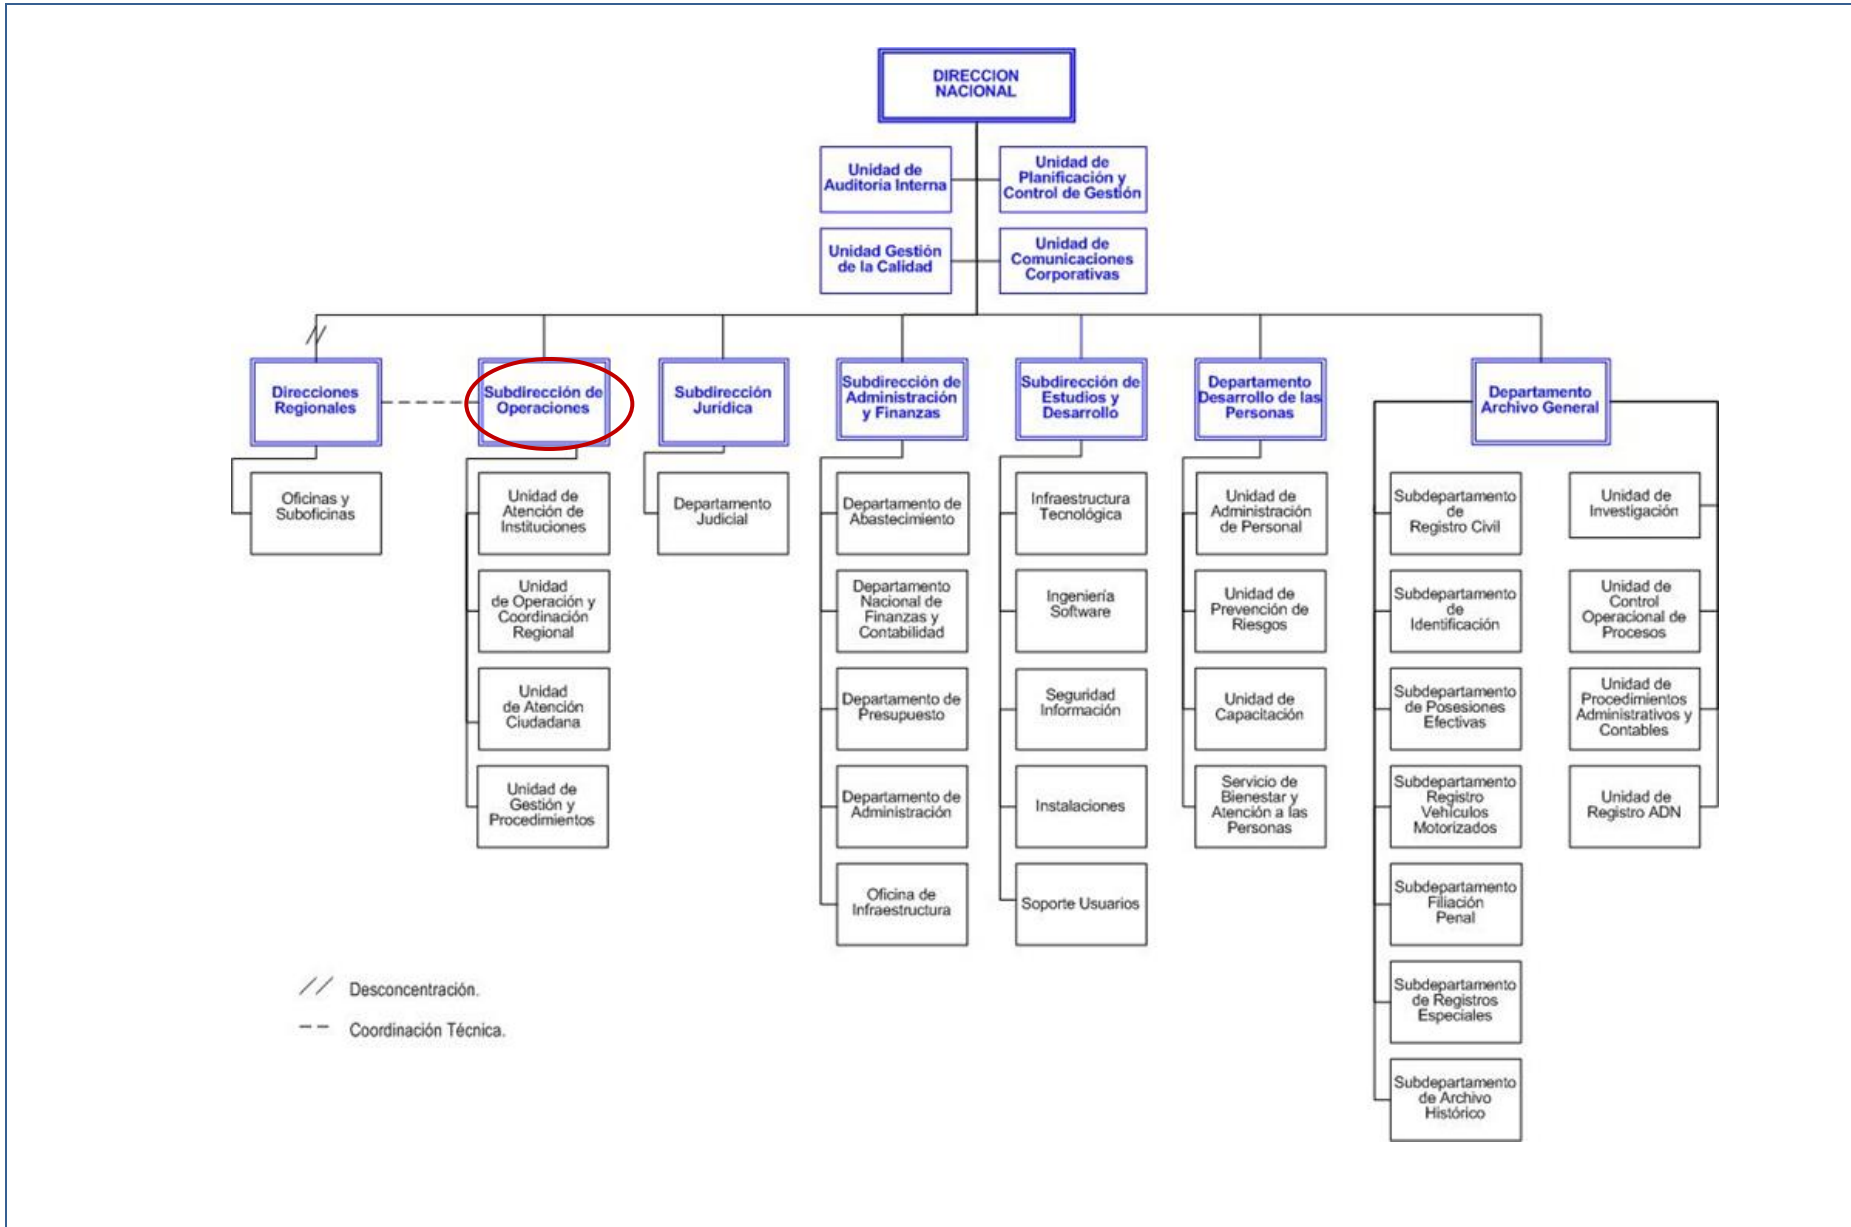 DIRECCION
NACIONAL
Unidad de
Auditoría Interna
Unidad de
Planificación y
Control de Gestión
Unidad Gestión
de la Calidad
Unidad de
Comunicaciones
Corporativas
Direcciones
Regionales
Subdirección de
Operaciones
Subdirección
Jurídica
Subdirección de
Administración
y Finanzas
Subdirección de
Estudios y
Desarrollo
Departamento
Desarrollo de las
Personas
Departamento
Archivo General
Oficinas y
Suboficinas
Unidad de
Atención de
Instituciones
Unidad
de Operación y
Coordinación
Regional
Unidad
de Atención
Ciudadana
Unidad de
Gestión y
Procedimientos
Departamento
Judicial
Departamento de
Abastecimiento
Departamento
Nacional de
Finanzas y
Contabilidad
Departamento de
Presupuesto
Departamento de
Administración
Oficina de
Infraestructura
Infraestructura
Tecnológica
Ingeniería
Software
Seguridad
Información
Instalaciones
Soporte Usuarios
Unidad de
Administración
de Personal
Unidad de
Prevención de
Riesgos
Unidad de
Capacitación
Servicio de
Bienestar y
Atención a las
Personas
Subdepartamento
de
Registro Civil
Subdepartamento
de
Identificación
Subdepartamento
de Posesiones
Efectivas
Subdepartamento
Registro
Vehículos
Motorizados
Subdepartamento
Filiación
Penal
Subdepartamento
de Registros
Especiales
Subdepartamento
de Archivo
Histórico
Unidad de
Investigación
Unidad de
Control
Operacional de
Procesos
Unidad de
Procedimientos
Administrativos y
Contables
Unidad de
Registro ADN
// Desconcentración.
-- Coordinación Técnica.